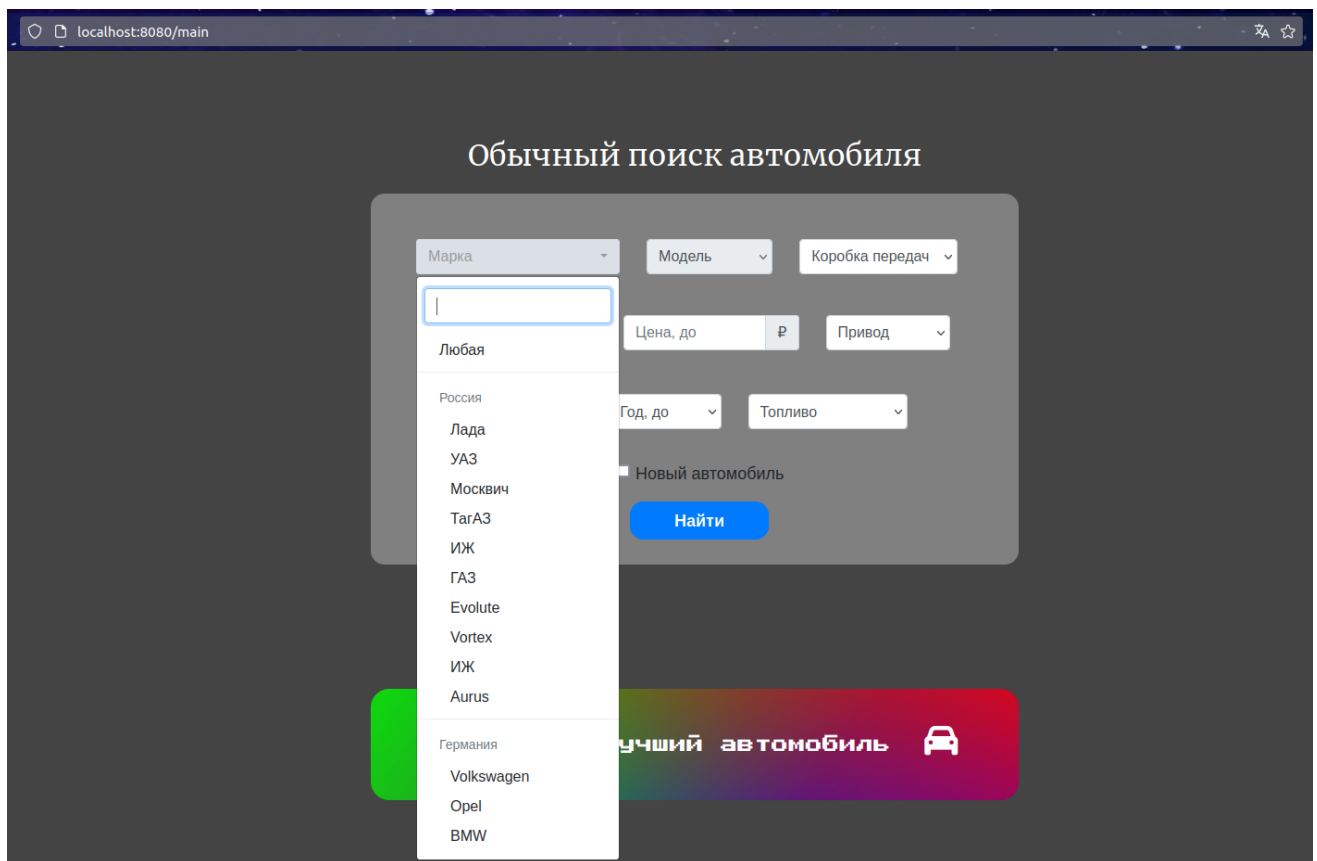 localhost:8080/main
Обычный поиск автомобиля
Марка
Модель
Коробка передач
Цена, до
₽
Привод
Год, до
Топливо
Новый автомобиль
Найти
Любая
Россия
Лада
УАЗ
Москвич
ТагАЗ
ИЖ
ГАЗ
Evolute
Vortex
ИЖ
Aurus
Германия
Volkswagen
Opel
BMW
учший автомобиль